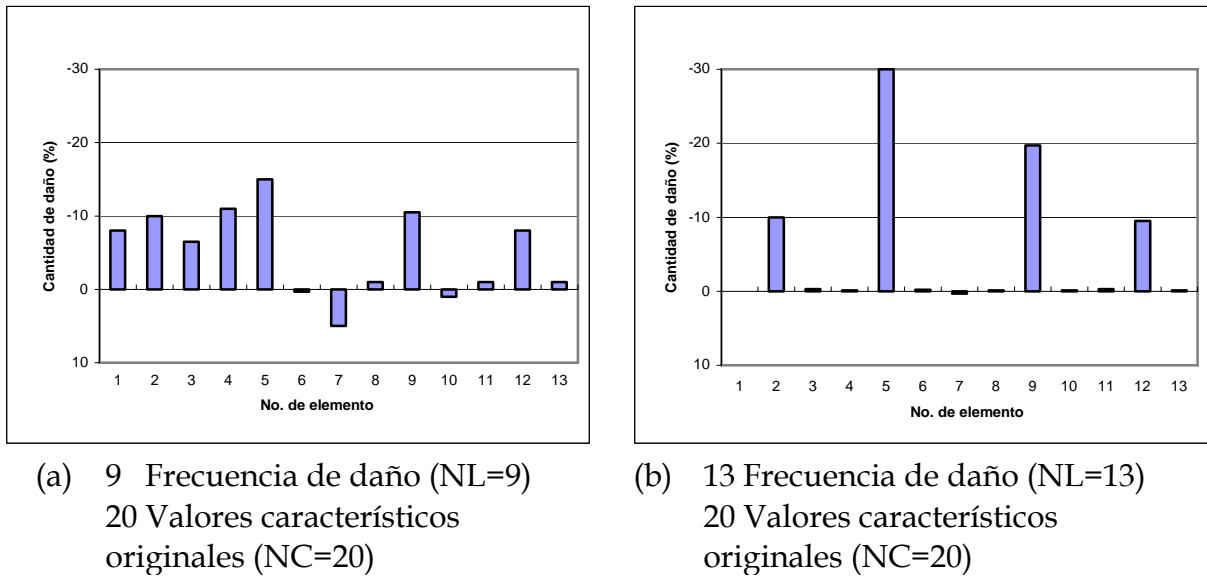 -30
-20
-10
0
10
Cantidad de daño (%)
1 2 3 4 5 6 7 8 9 10 11 12 13
No. de elemento
(a) 9 Frecuencia de daño (NL=9)
20 Valores característicos
originales (NC=20)
-30
-20
-10
0
10
Cantidad de daño (%)
1 2 3 4 5 6 7 8 9 10 11 12 13
No. de elemento
(b) 13 Frecuencia de daño (NL=13)
20 Valores característicos
originales (NC=20)